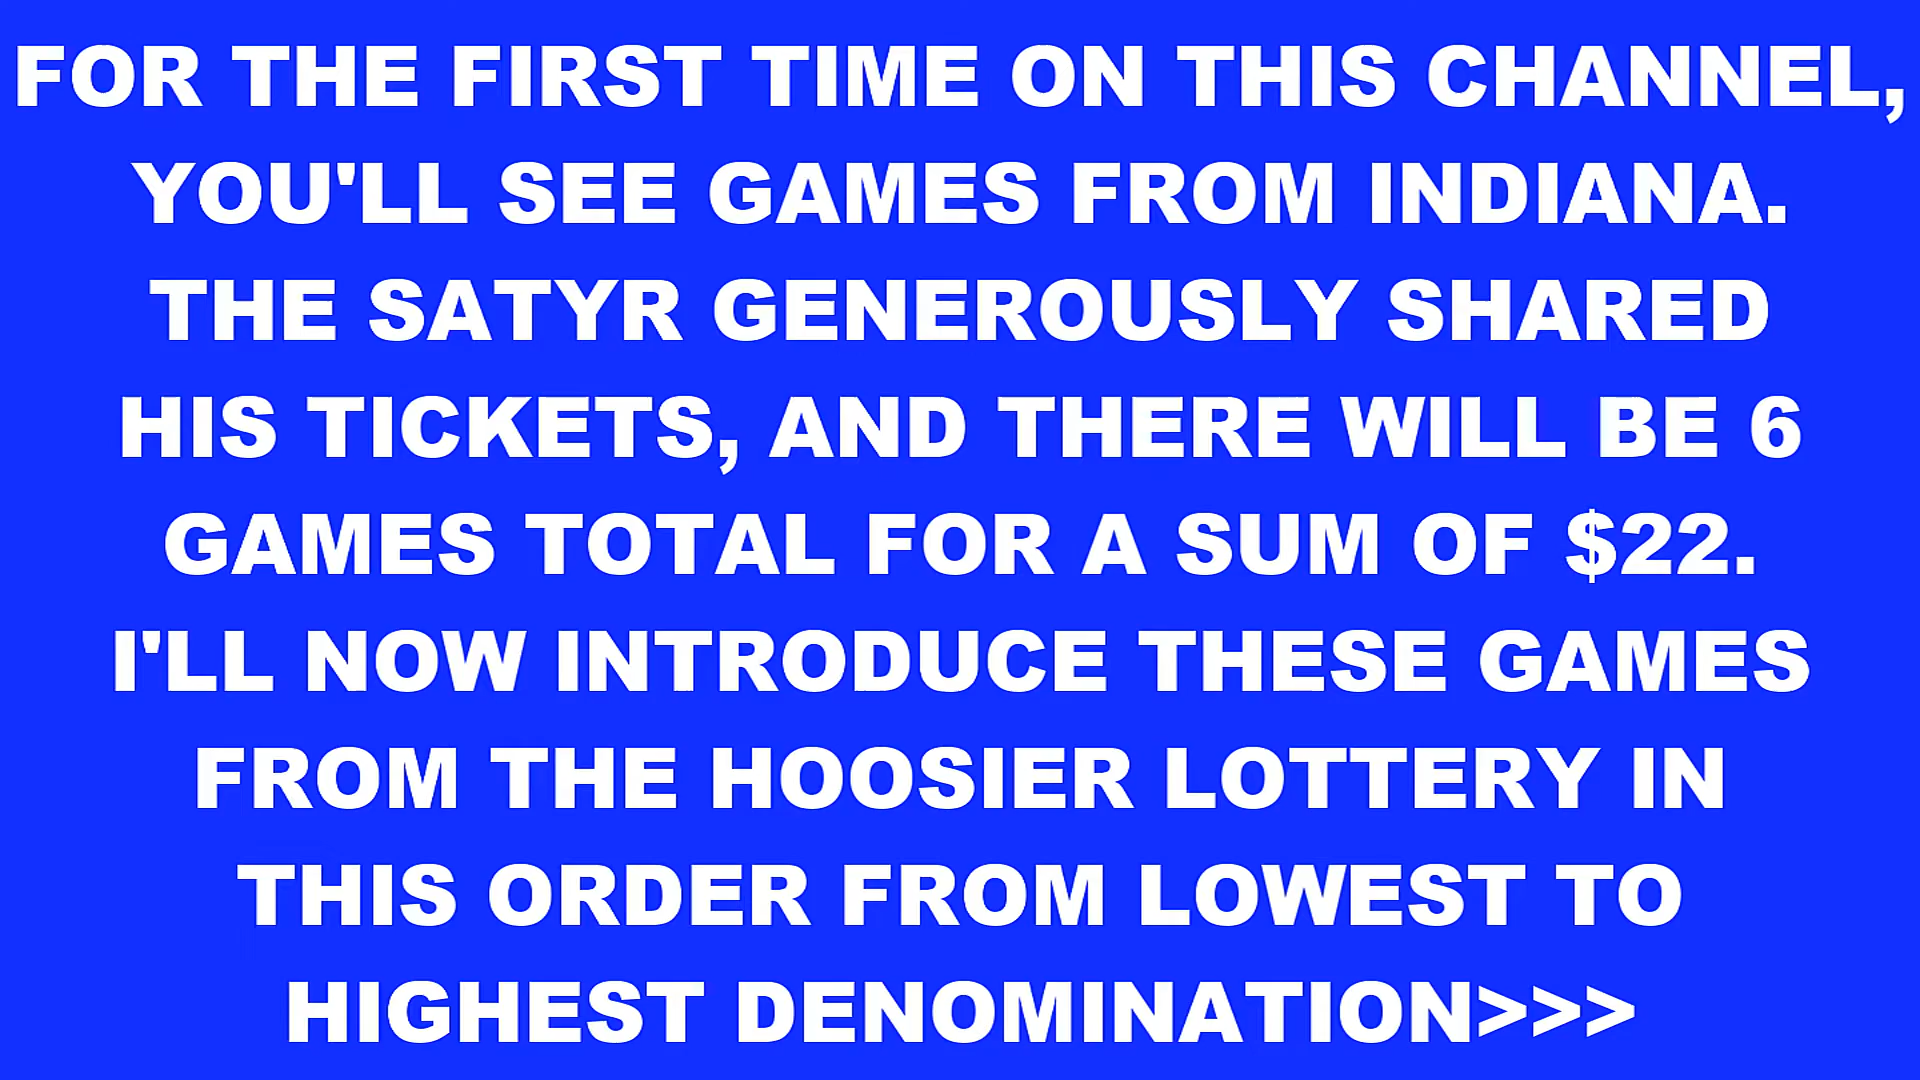 FOR THE FIRST TIME ON THIS CHANNEL,
YOU'LL SEE GAMES FROM INDIANA.
THE SATYR GENEROUSLY SHARED
HIS TICKETS, AND THERE WILL BE 6
GAMES TOTAL FOR A SUM OF $22.
I'LL NOW INTRODUCE THESE GAMES
FROM THE HOOSIER LOTTERY IN
THIS ORDER FROM LOWEST TO
HIGHEST DENOMINATION>>>